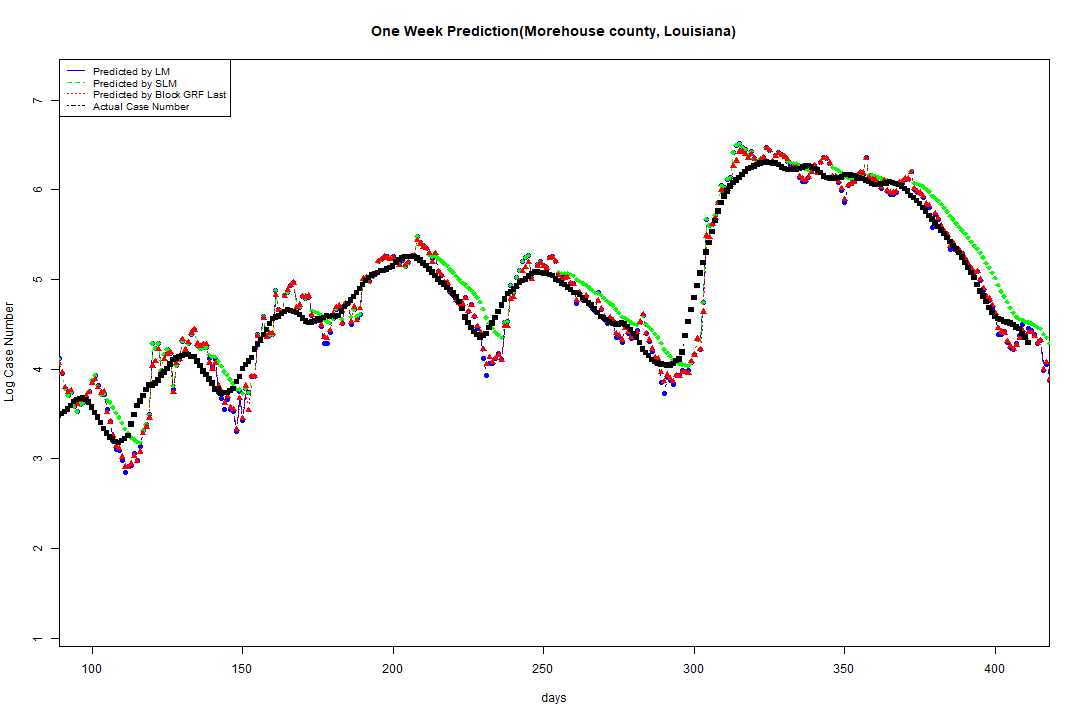 One Week Prediction(Morehouse county, Louisiana)
Predicted by LM
Predicted by SLM
Predicted by Block GRF Last
Actual Case Number
7
6
5
4
3
2
1
Log Case Number
100 150 200 250 300 350 400
days